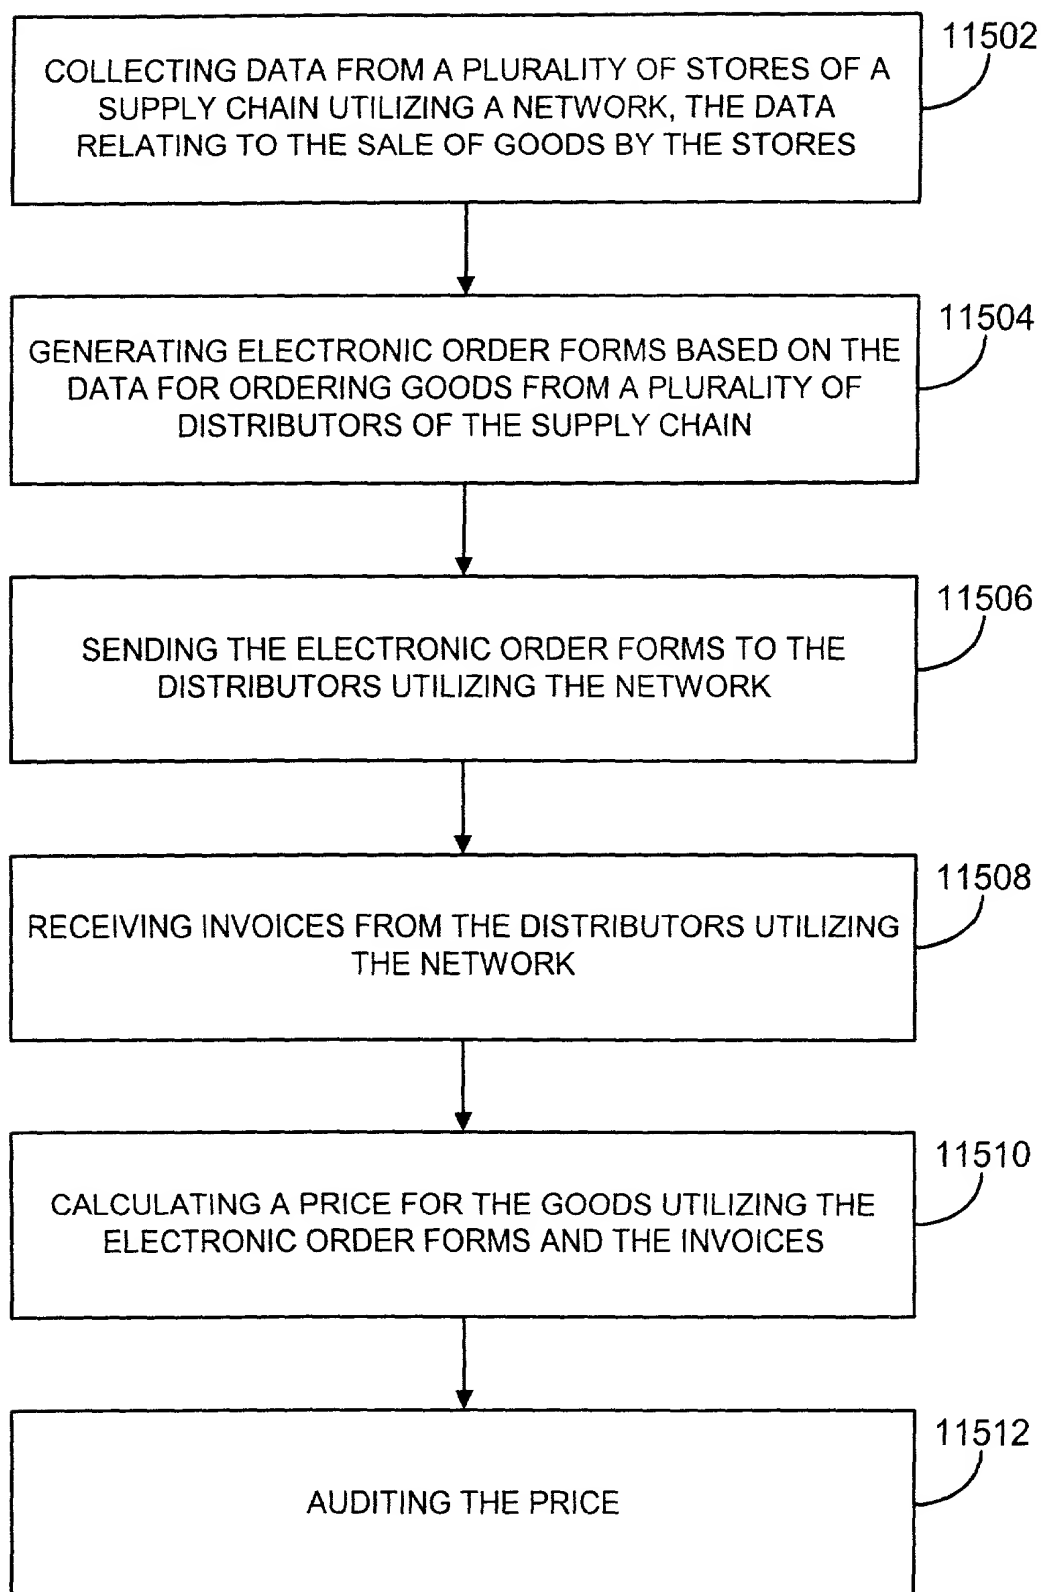 11502
COLLECTING DATA FROM A PLURALITY OF STORES OF A
SUPPLY CHAIN UTILIZING A NETWORK, THE DATA
RELATING TO THE SALE OF GOODS BY THE STORES
11504
GENERATING ELECTRONIC ORDER FORMS BASED ON THE
DATA FOR ORDERING GOODS FROM A PLURALITY OF
DISTRIBUTORS OF THE SUPPLY CHAIN
11506
SENDING THE ELECTRONIC ORDER FORMS TO THE
DISTRIBUTORS UTILIZING THE NETWORK
11508
RECEIVING INVOICES FROM THE DISTRIBUTORS UTILIZING
THE NETWORK
11510
CALCULATING A PRICE FOR THE GOODS UTILIZING THE
ELECTRONIC ORDER FORMS AND THE INVOICES
11512
AUDITING THE PRICE